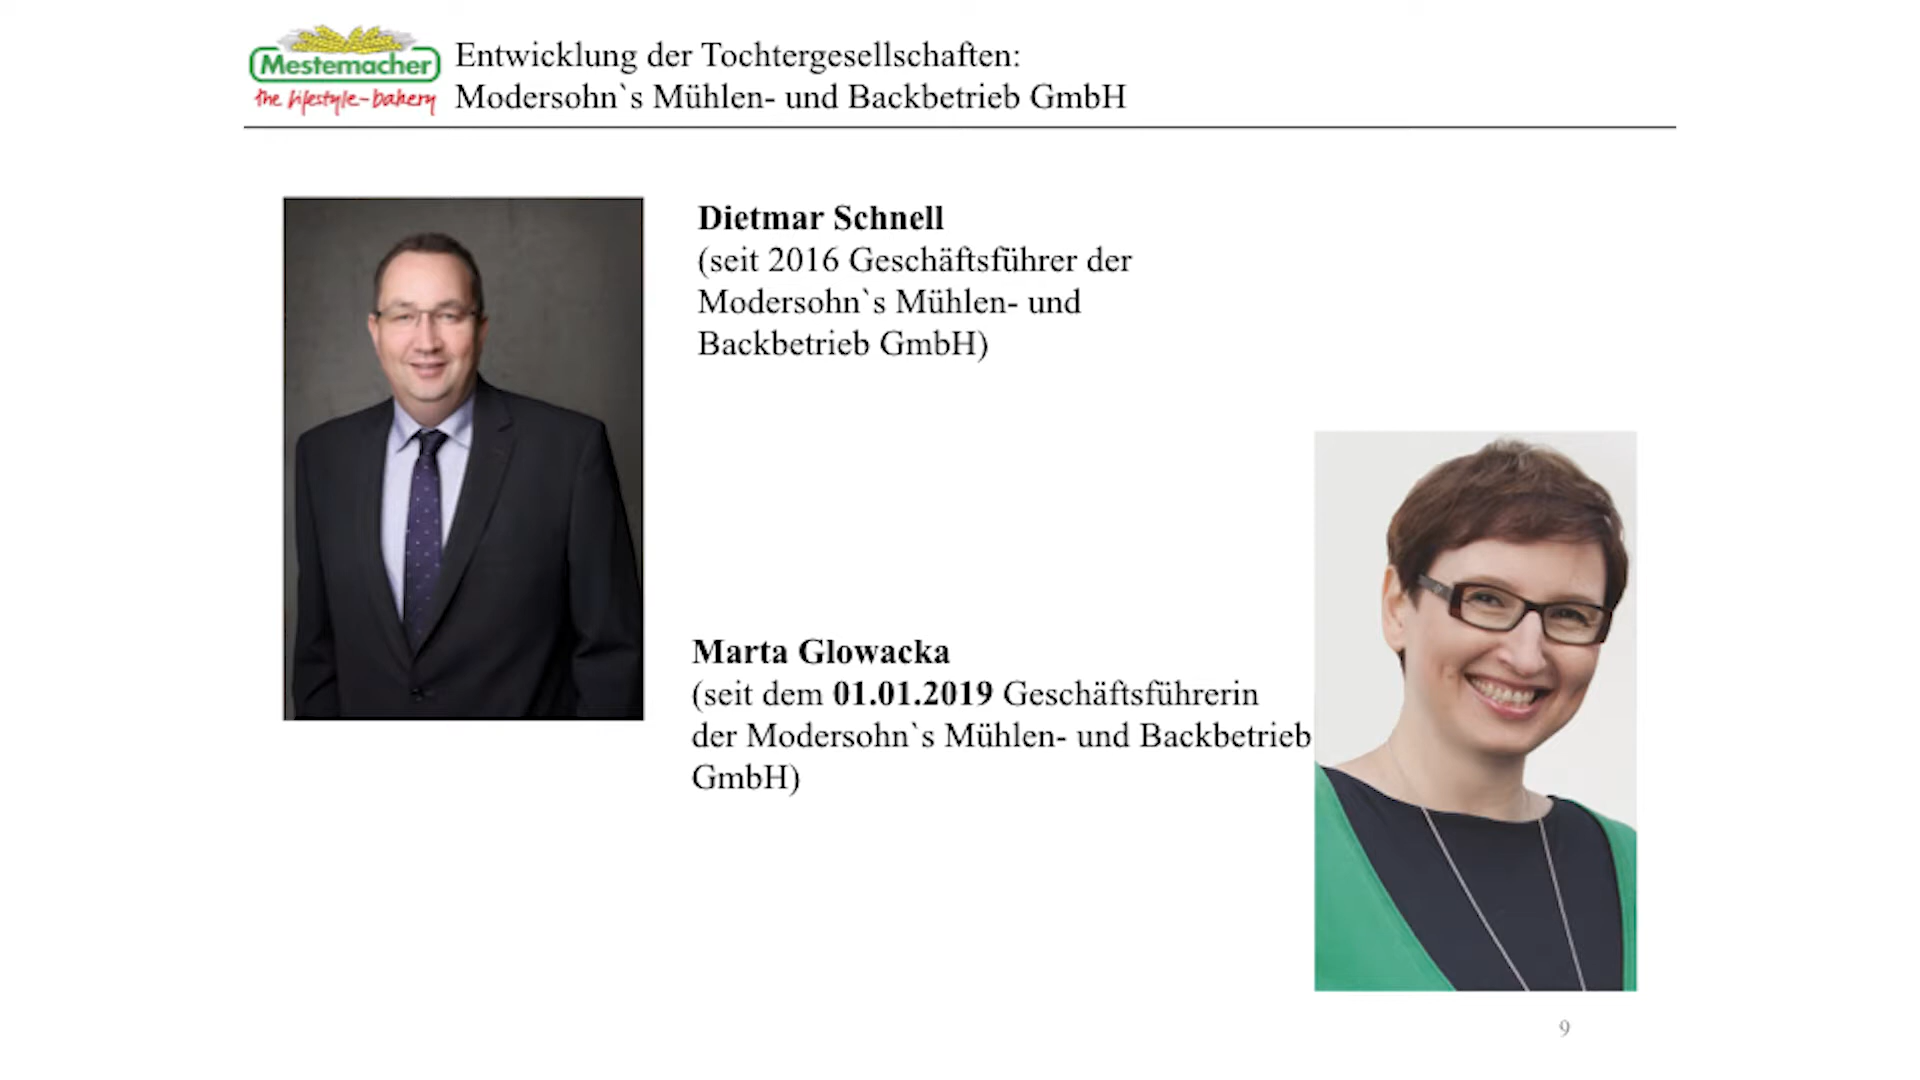 Mestemacher
the lifestyle-bakery
Entwicklung der Tochtergesellschaften:
Modersohn`s Mühlen- und Backbetrieb GmbH
Dietmar Schnell
(seit 2016 Geschäftsführer der
Modersohn`s Mühlen- und
Backbetrieb GmbH)
Marta Glowacka
(seit dem 01.01.2019 Geschäftsführerin
der Modersohn`s Mühlen- und Backbetrieb
GmbH)
9